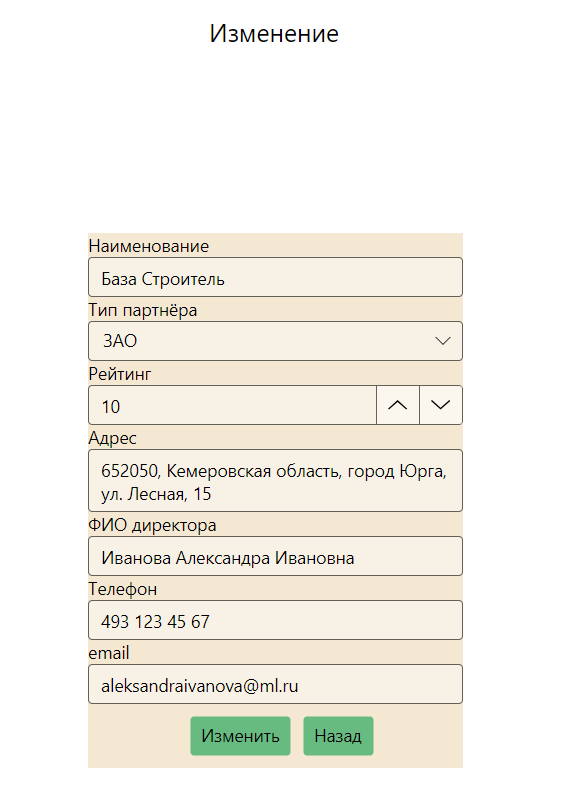 Изменение
Наименование
База Строитель
Тип партнёра
ЗАО
Рейтинг
10
Адрес
652050, Кемеровская область, город Юрга,
ул. Лесная, 15
ФИО директора
Иванова Александра Ивановна
Телефон
493 123 45 67
email
aleksandraivanova@ml.ru
Изменить Назад